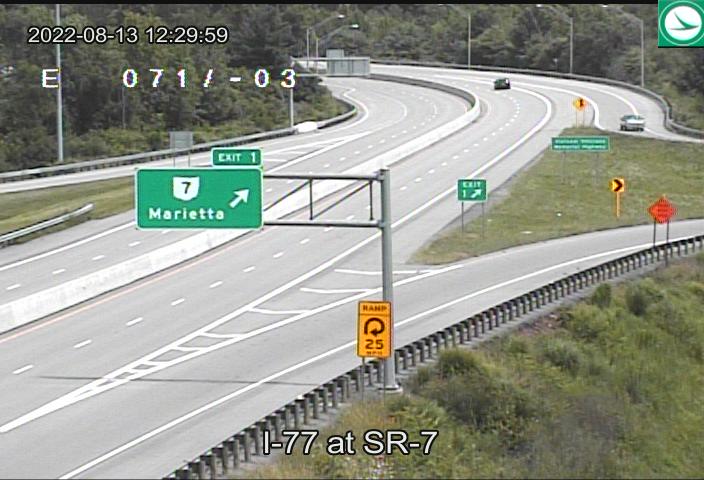 2022-08-13 12:29:59
E 071/-03
EXIT 1
7
Marietta
EXIT
1
RAMP
25
MPH
I-77 at SR-7